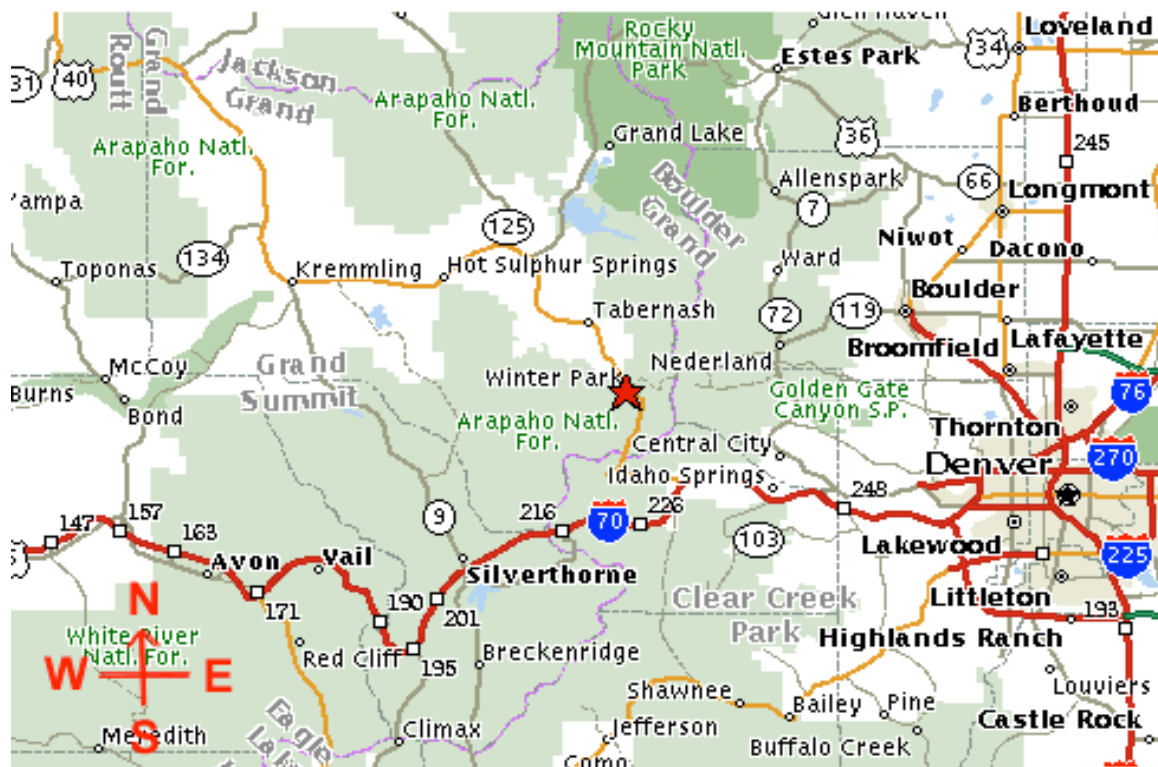 Glen Haven
Loveland
34
Rocky
Mountain Natl.
Park
Estes Park
Grand
Routt
40
31
Jackson
Grand
Arapaho Natl.
For.
Berthoud
36
245
Grand Lake
Arapaho Natl.
For.
Boulder
Grand
Allenspark
66
Longmont
7
125
Niwot
Dacono
134
Toponas
Kremmling
Hot Sulphur Springs
Ward
Boulder
Tabernash
72
119
Lafayette
Broomfield
McCoy
Grand
Summit
Nederland
Winter Park
76
Burns
Bond
Golden Gate
Canyon S.P.
Arapaho Natl.
For.
Thornton
Central City
Denver
270
Idaho Springs
248
147
157
163
9
216
70
226
103
225
Avon
Vail
Silverthorne
Lakewood
171
190
201
Littleton
193
N
W
E
S
White River
Natl. For.
Red Cliff
195
Breckenridge
Clear Creek
Park
Highlands Ranch
Louviers
Shawnee
Bailey
Pine
Castle Rock
Meredith
Eagle
Climax
Jefferson
Buffalo Creek
Como